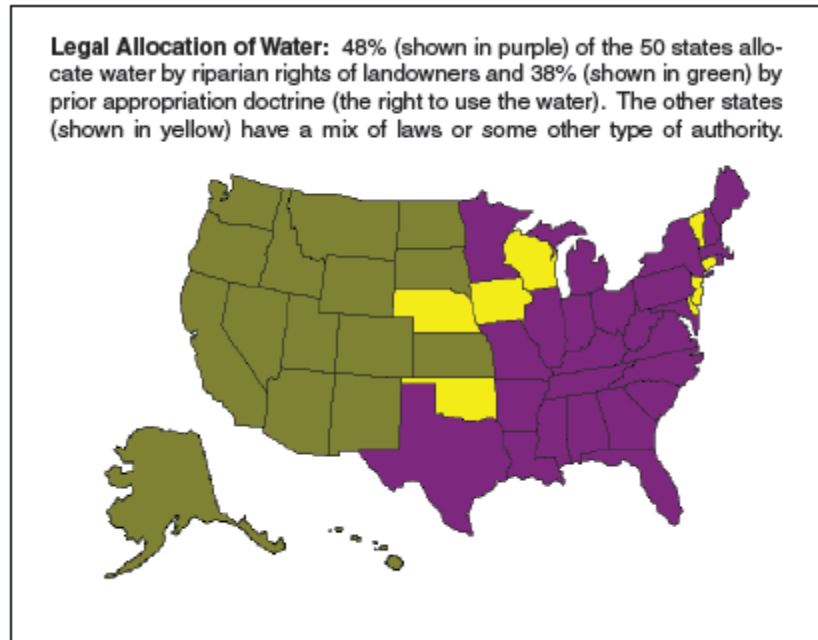 Legal Allocation of Water: 48% (shown in purple) of the 50 states allo-
cate water by riparian rights of landowners and 38% (shown in green) by
prior appropriation doctrine (the right to use the water). The other states
(shown in yellow) have a mix of laws or some other type of authority.